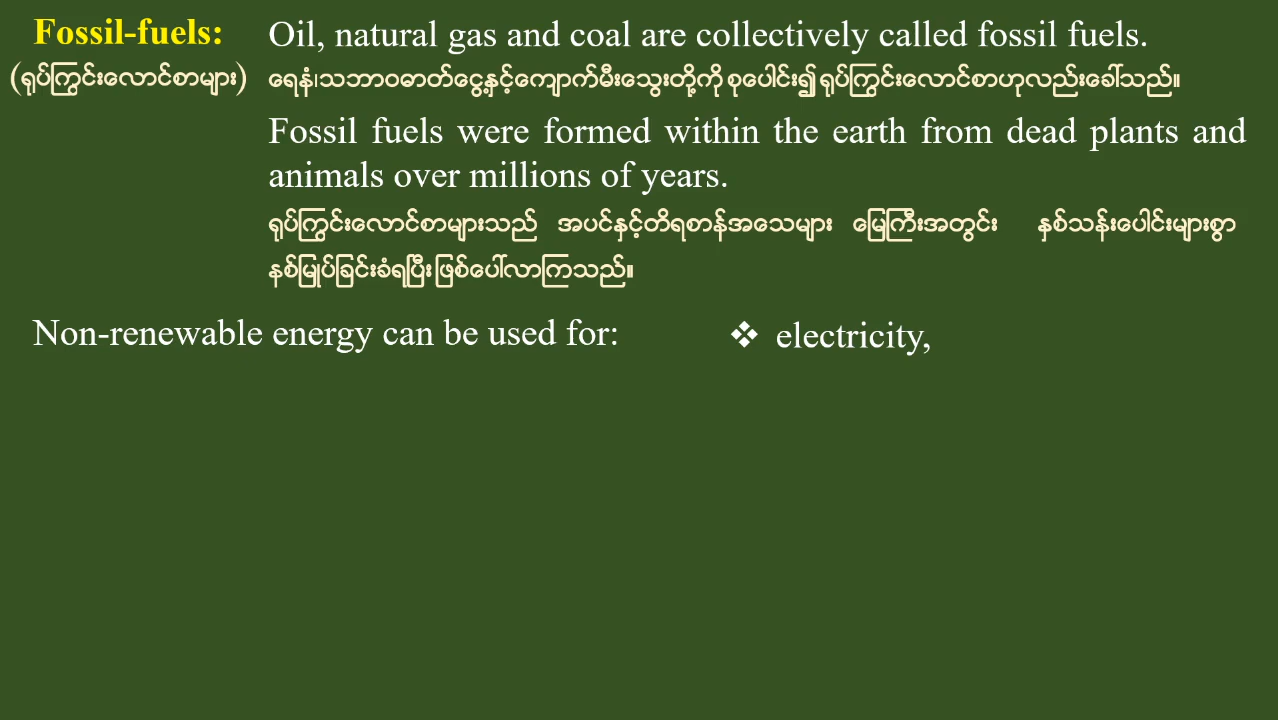 Fossil-fuels: Oil, natural gas and coal are collectively called fossil fuels.
(ရုပ်ကြွင်းလောင်စာများ) ရေနံ၊သဘာဝဓာတ်ငွေ့နှင့်ကျောက်မီးသွေးတို့ကို စုပေါင်း၍ ရုပ်ကြွင်းလောင်စာဟုလည်းခေါ်သည်။
Fossil fuels were formed within the earth from dead plants and
animals over millions of years.
ရုပ်ကြွင်းလောင်စာများသည် အပင်နှင့်တိရစာန်အသေများ မြေကြီးအတွင်း နှစ်သန်းပေါင်းများစွာ
နစ်မြုပ်ခြင်းခံရပြီး ဖြစ်ပေါ်လာကြသည်။
Non-renewable energy can be used for: ❖ electricity,